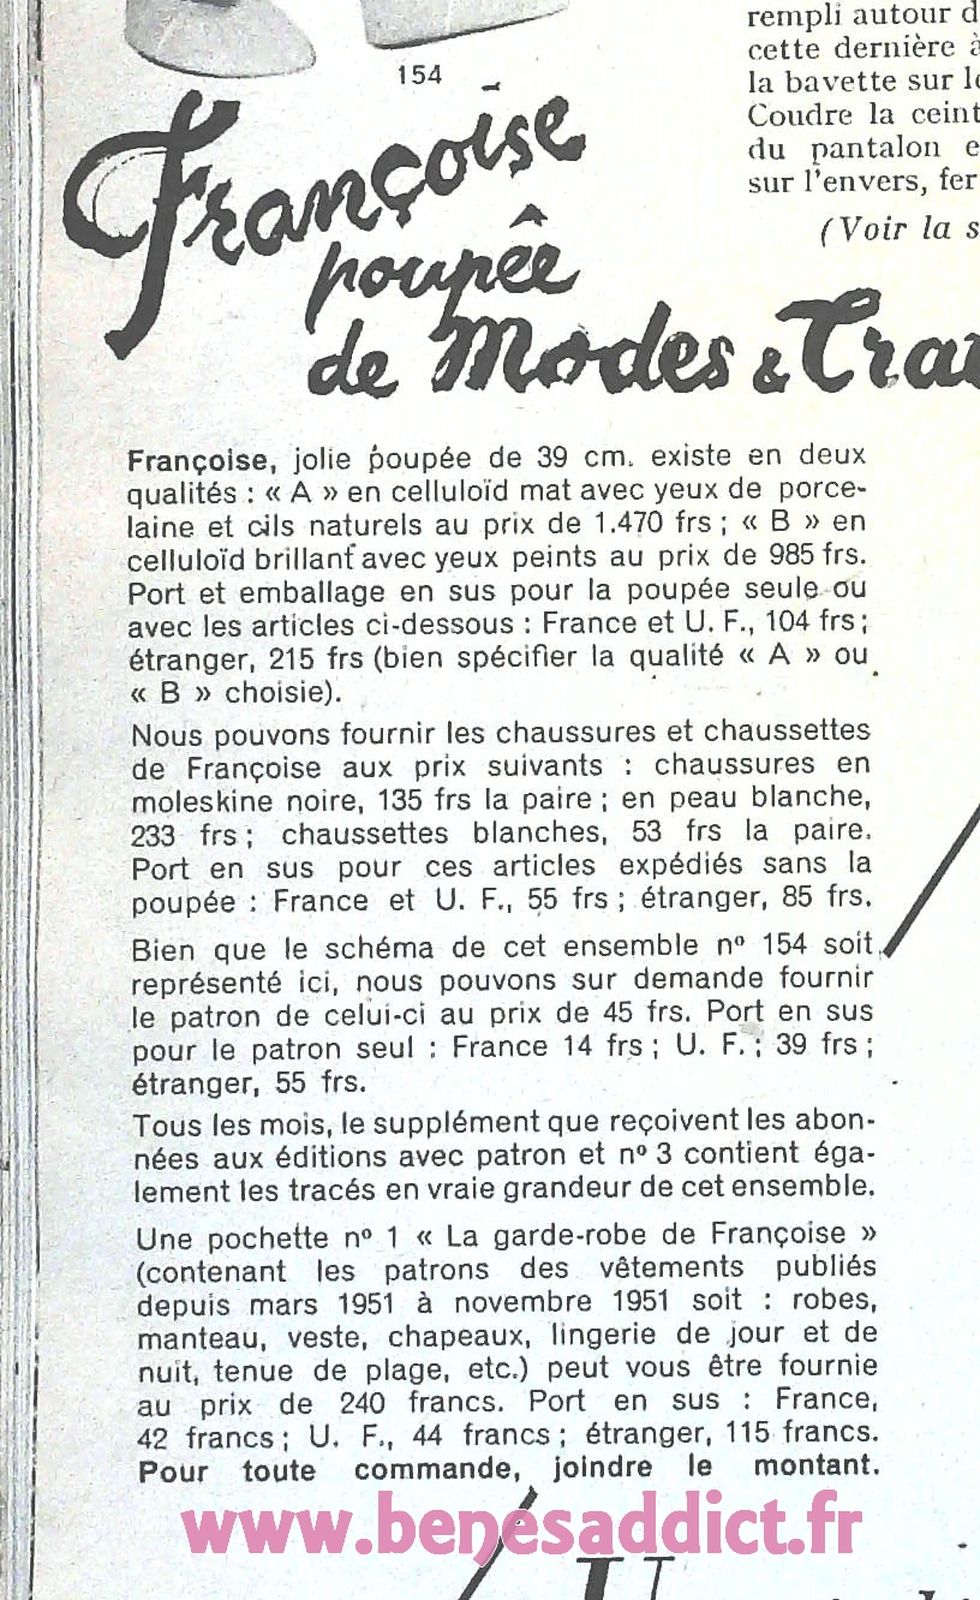 154
rempli autour
cette dernière
la bavette sur
Coudre la
du pantalon
sur l'envers,
(Voir la
Françoise
poupée
de Modes &
Françoise, jolie poupée de 39 cm. existe en deux
qualités : « A » en celluloïd mat avec yeux de porce-
laine et cils naturels au prix de 1.470 frs ; « B » en
celluloïd brillant avec yeux peints au prix de 985 frs.
Port et emballage en sus pour la poupée seule ou
avec les articles ci-dessous : France et U. F., 104 frs ;
étranger, 215 frs (bien spécifier la qualité « A » ou
« B » choisie).
Nous pouvons fournir les chaussures et chaussettes
de Françoise aux prix suivants : chaussures en
moleskine noire, 135 frs la paire ; en peau blanche,
233 frs ; chaussettes blanches, 53 frs la paire.
Port en sus pour ces articles expédiés sans la
poupée : France et U. F., 55 frs ; étranger, 85 frs.
Bien que le schéma de cet ensemble nº 154 soit
représenté ici, nous pouvons sur demande fournir
le patron de celui-ci au prix de 45 frs. Port en sus
pour le patron seul : France 14 frs ; U. F. ; 39 frs ;
étranger, 55 frs.
Tous les mois, le supplément que reçoivent les abon-
nées aux éditions avec patron et nº 3 contient éga-
lement les tracés en vraie grandeur de cet ensemble.
Une pochette nº 1 « La garde-robe de Françoise »
(contenant les patrons des vêtements publiés
depuis mars 1951 à novembre 1951 soit : robes,
manteau, veste, chapeaux, lingerie de jour et de
nuit, tenue de plage, etc.) peut vous être fournie
au prix de 240 francs. Port en sus : France,
42 francs ; U. F., 44 francs ; étranger, 115 francs.
Pour toute commande, joindre le montant.
www.benesaddict.fr